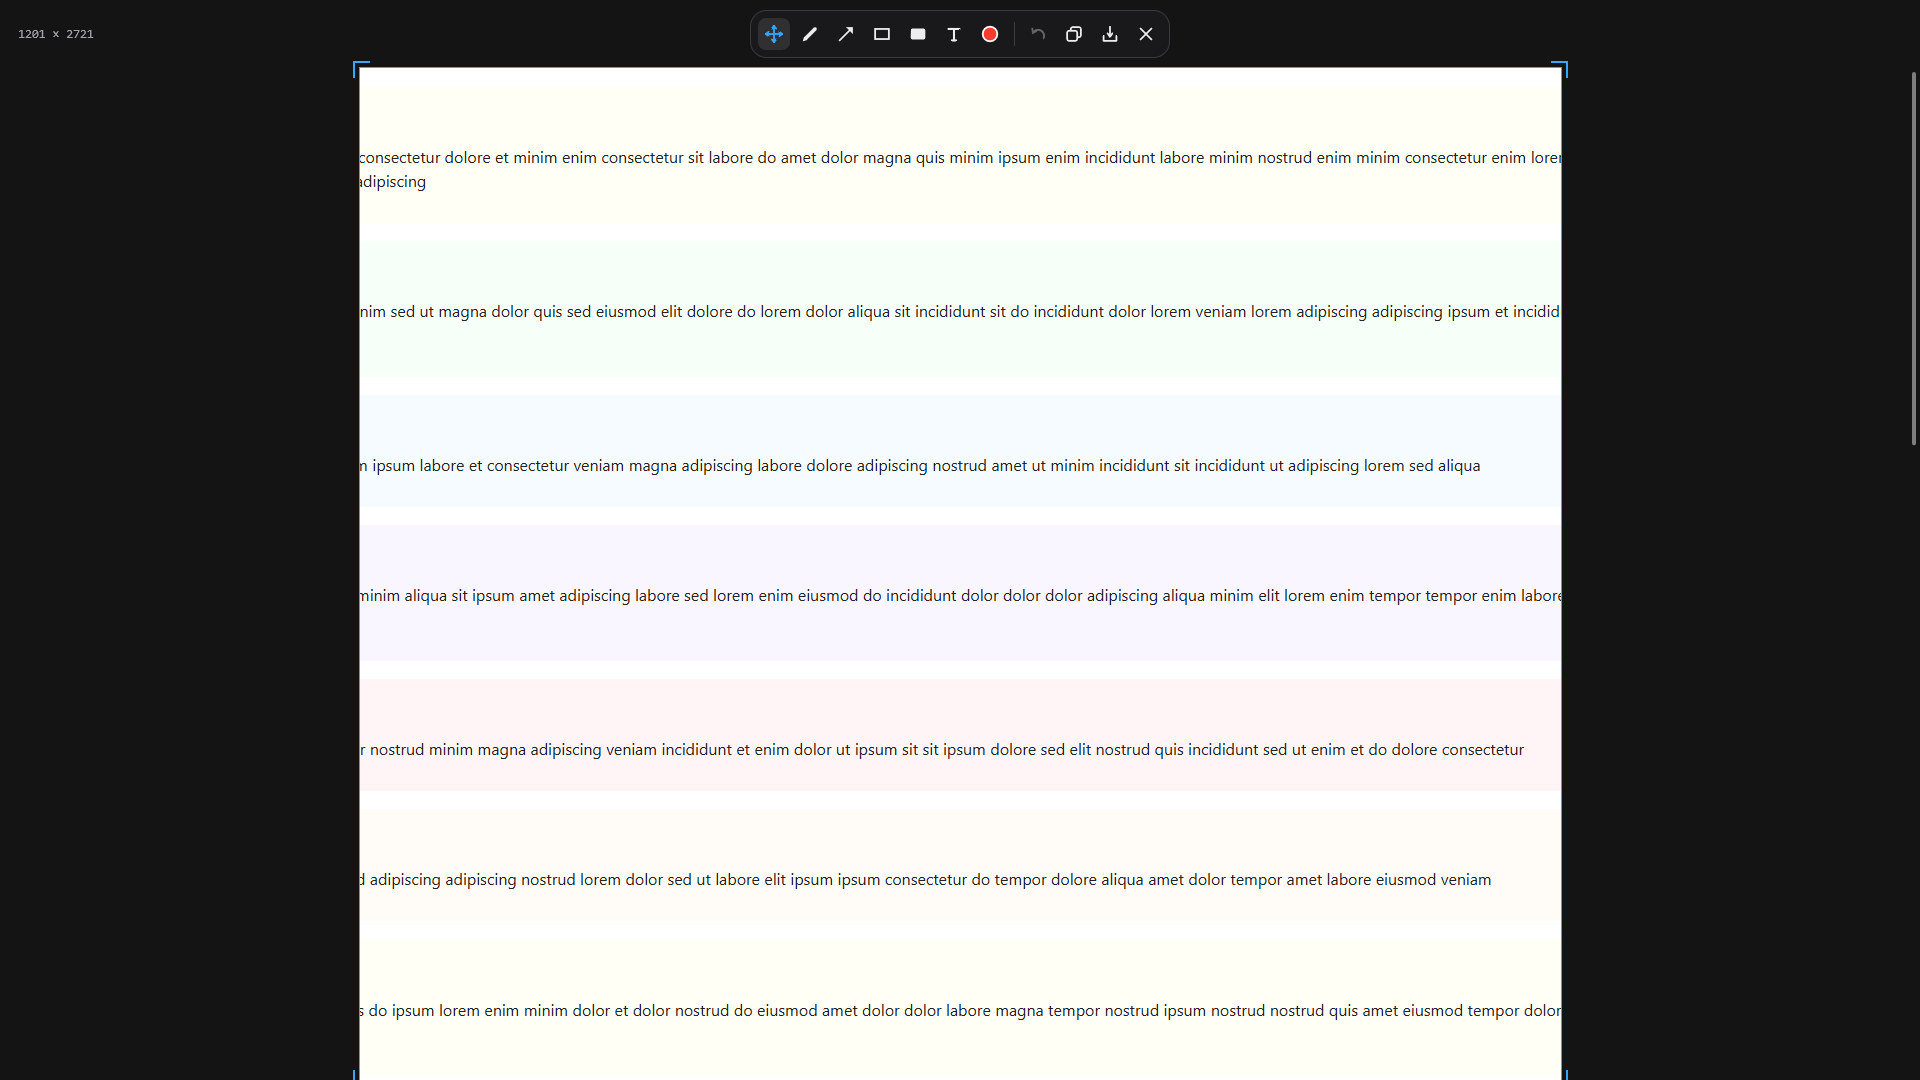 1201 × 2721
consectetur dolore et minim enim consectetur sit labore do amet dolor magna quis minim ipsum enim incididunt labore minim nostrud enim minim consectetur enim
adipiscing
sed ut magna dolor quis sed eiusmod elit dolore do lorem dolor aliqua sit incididunt sit do incididunt dolor lorem veniam lorem adipiscing adipiscing ipsum et
ipsum labore et consectetur veniam magna adipiscing labore dolore adipiscing nostrud amet ut minim incididunt sit incididunt ut adipiscing lorem sed aliqua
minim aliqua sit ipsum amet adipiscing labore sed lorem enim eiusmod do incididunt dolor dolor dolor adipiscing aliqua minim elit lorem enim tempor tempor enim labore
nostrud minim magna adipiscing veniam incididunt et enim dolor ut ipsum sit sit ipsum dolore sed elit nostrud quis incididunt sed ut enim et do dolore consectetur
adipiscing adipiscing nostrud lorem dolor sed ut labore elit ipsum ipsum consectetur do tempor dolore aliqua amet dolor tempor amet labore eiusmod veniam
do ipsum lorem enim minim dolor et dolor nostrud do eiusmod amet dolor dolor labore magna tempor nostrud ipsum nostrud nostrud quis amet eiusmod tempor dolor